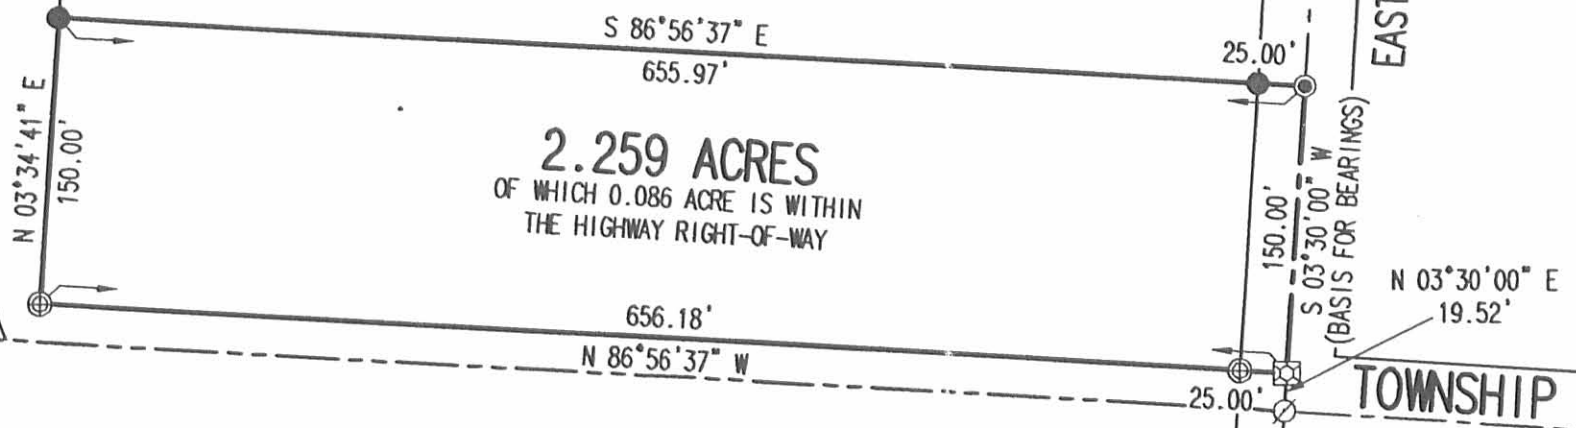 S 86°56'37" E
655.97'
25.00'
EAST
N 03°34'41" E
150.00'
2.259 ACRES
OF WHICH 0.086 ACRE IS WITHIN
THE HIGHWAY RIGHT-OF-WAY
150.00'
S 03°30'00" W
(BASIS FOR BEARINGS)
N 03°30'00" E
19.52'
656.18'
N 86°56'37" W
25.00'
TOWNSHIP